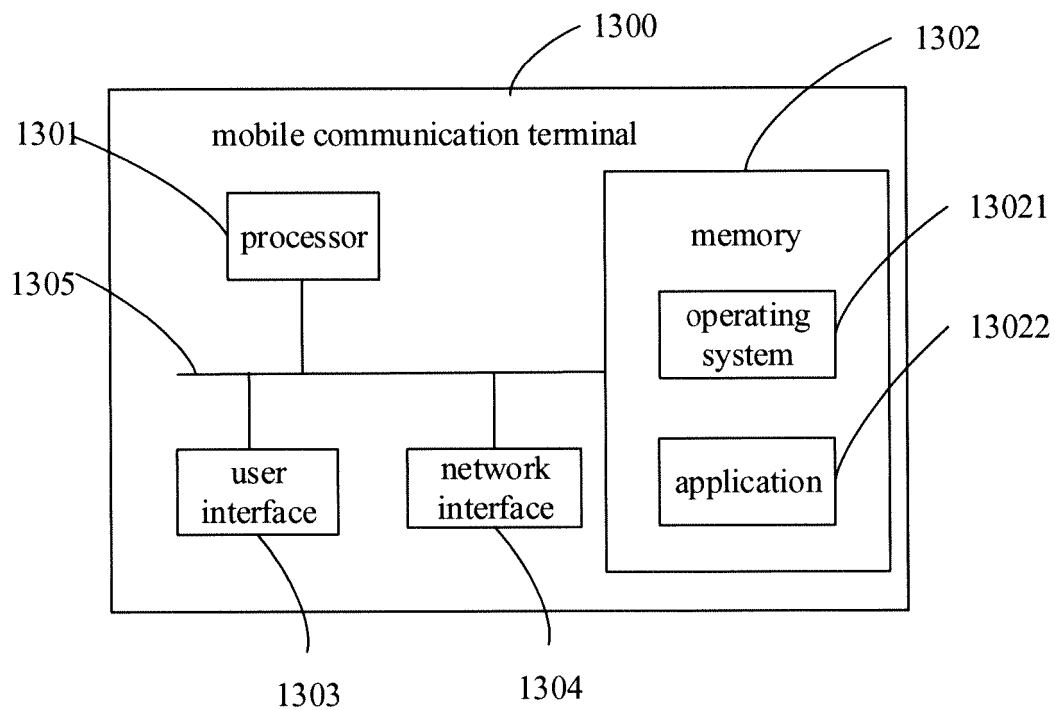 1300
1302
1301
mobile communication terminal
13021
processor
memory
1305
operating
system
13022
user
interface
network
interface
application
1303
1304